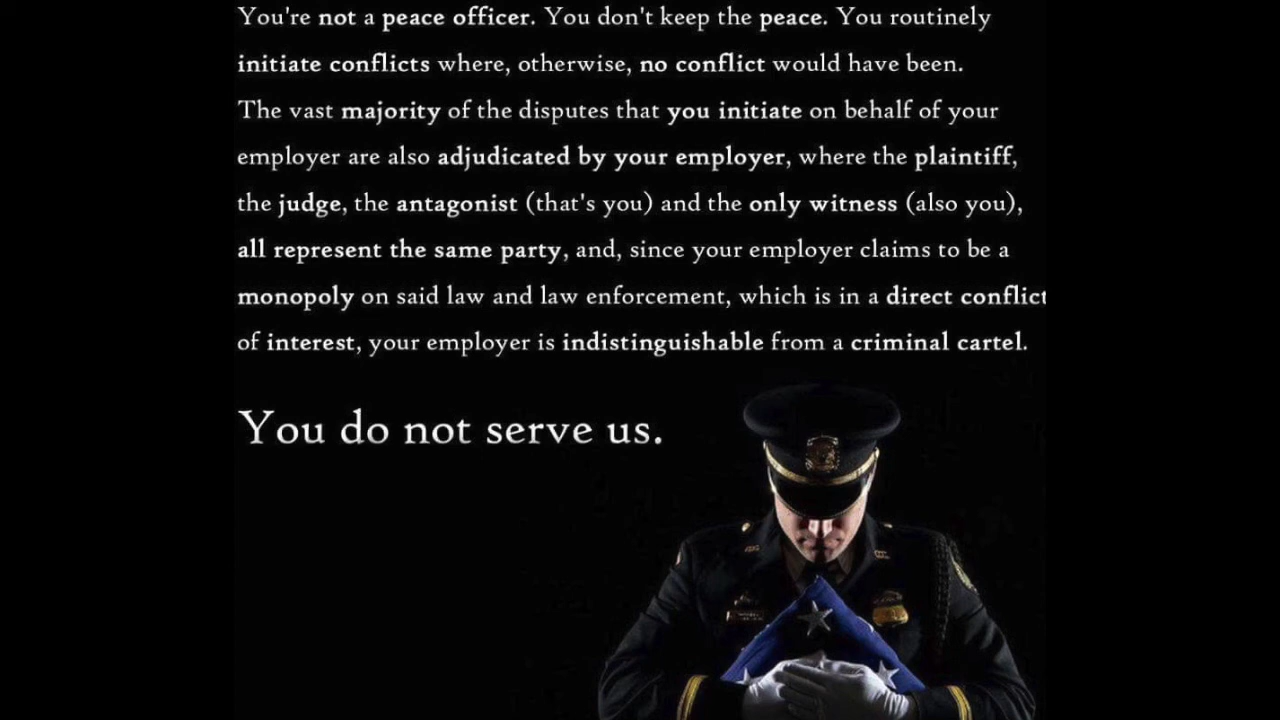 You're not a peace officer. You don't keep the peace. You routinely
initiate conflicts where, otherwise, no conflict would have been.
The vast majority of the disputes that you initiate on behalf of your
employer are also adjudicated by your employer, where the plaintiff,
the judge, the antagonist (that's you) and the only witness (also you),
all represent the same party, and, since your employer claims to be a
monopoly on said law and law enforcement, which is in a direct conflict
of interest, your employer is indistinguishable from a criminal cartel.
You do not serve us.